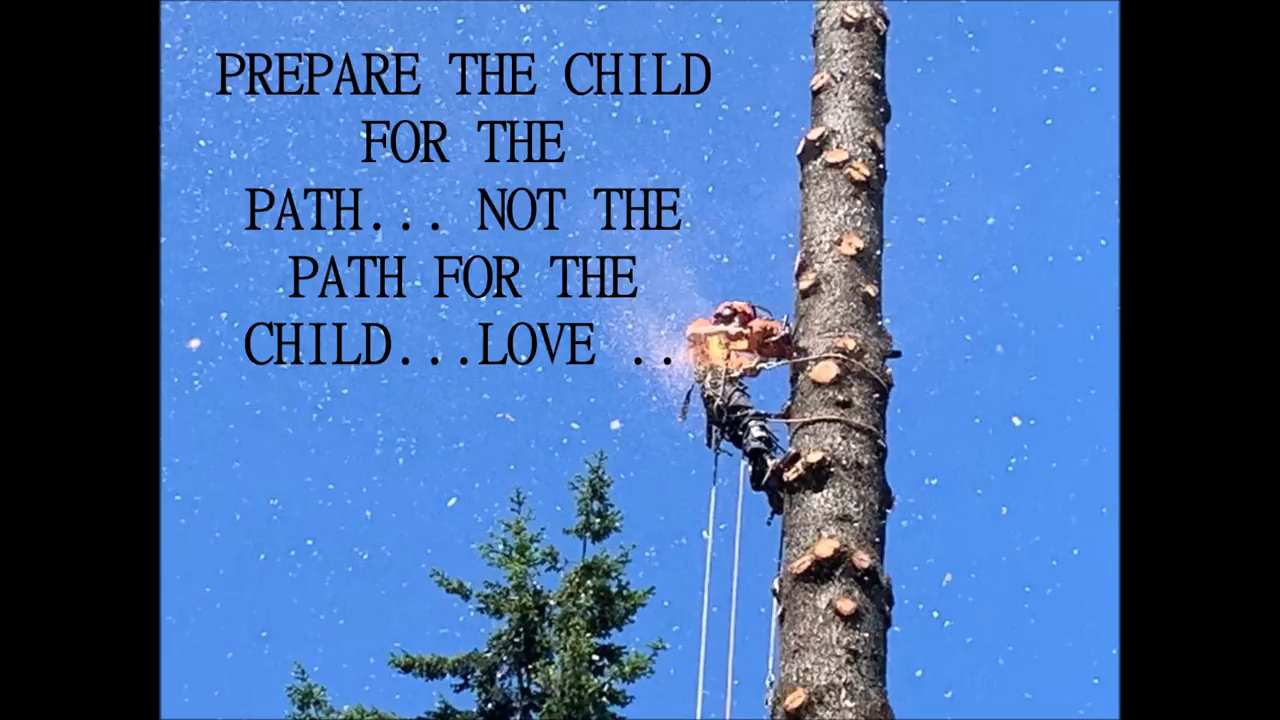 PREPARE THE CHILD
FOR THE
PATH... NOT THE
PATH FOR THE
CHILD...LOVE ..